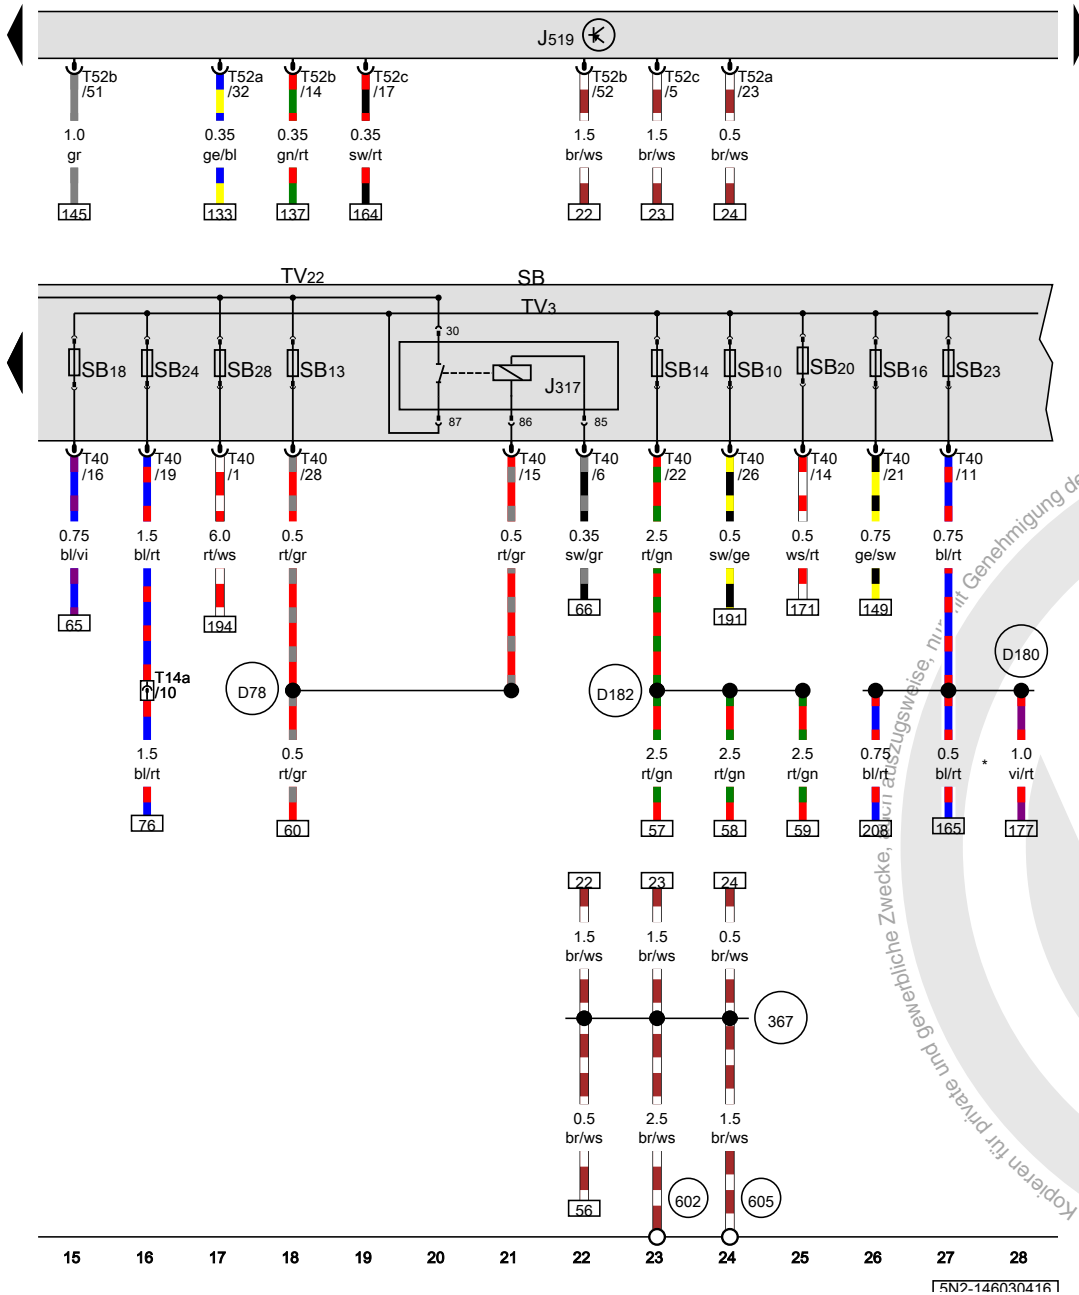 J519
T52b T52a T52b T52c T52b T52c T52a
/51 /32 /14 /17 /52 /5 /23
1.0 0.35 0.35 0.35 1.5 1.5 0.5
gr ge/bl gn/rt sw/rt br/ws br/ws br/ws
145 133 137 164 22 23 24
TV22 SB
TV3
30
SB18 SB24 SB28 SB13 J317 SB14 SB10 SB20 SB16 SB23
87 86 85
T40 T40 T40 T40 T40 T40 T40 T40 T40 T40 T40
/16 /19 /1 /28 /15 /6 /22 /26 /14 /21 /11
0.75 1.5 6.0 0.5 0.5 0.35 2.5 0.5 0.5 0.75 0.75
bl/vi bl/rt rt/ws rt/gr rt/gr sw/gr rt/gn sw/ge ws/rt ge/sw bl/rt
65 194 66 191 171 149
D180
T14a
/10
D78 D182
1.5 0.5 2.5 2.5 2.5 0.75 0.5 * 1.0
bl/rt rt/gr rt/gn rt/gn rt/gn bl/rt bl/rt vi/rt
76 60 57 58 59 208 165 177
22 23 24
1.5 1.5 0.5
br/ws br/ws br/ws
367
0.5 2.5 1.5
br/ws br/ws br/ws
56 602 605
15 16 17 18 19 20 21 22 23 24 25 26 27 28
5N2-146030416
Kopieren für private und gewerbliche Zwecke, auch auszugsweise, nur mit Genehmigung de